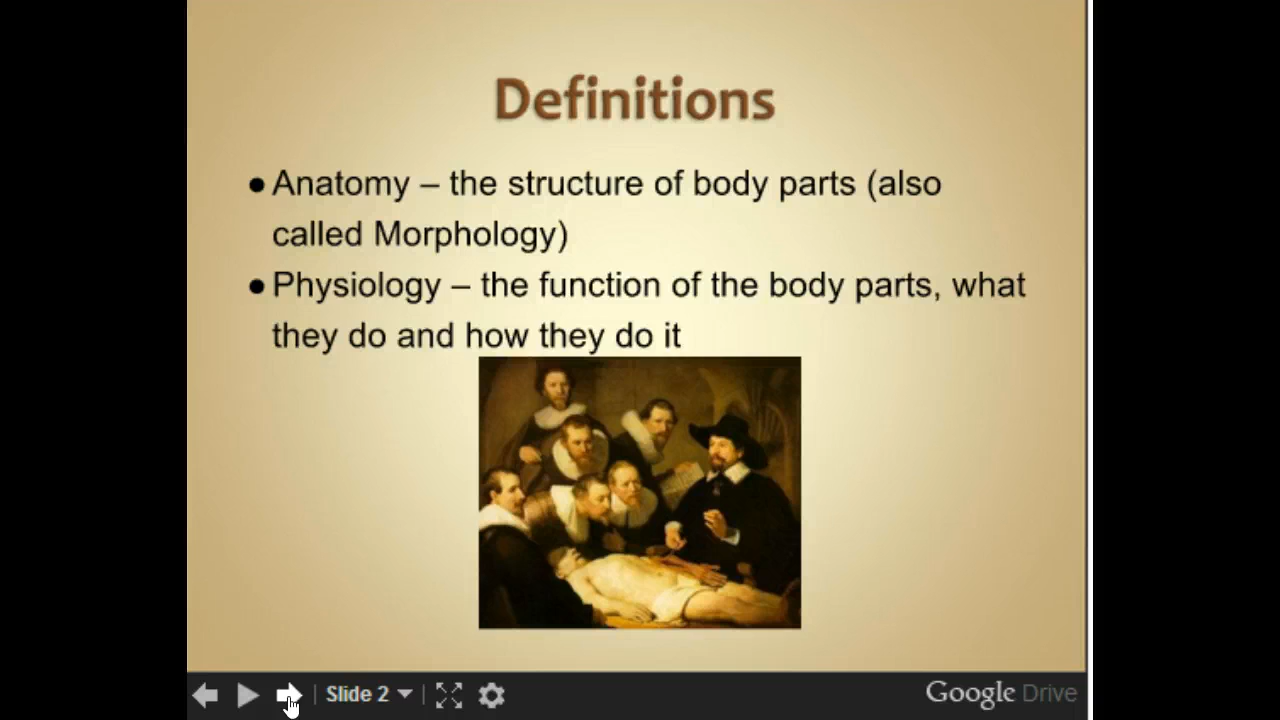 Definitions
● Anatomy – the structure of body parts (also
called Morphology)
● Physiology – the function of the body parts, what
they do and how they do it
Slide 2
Google Drive